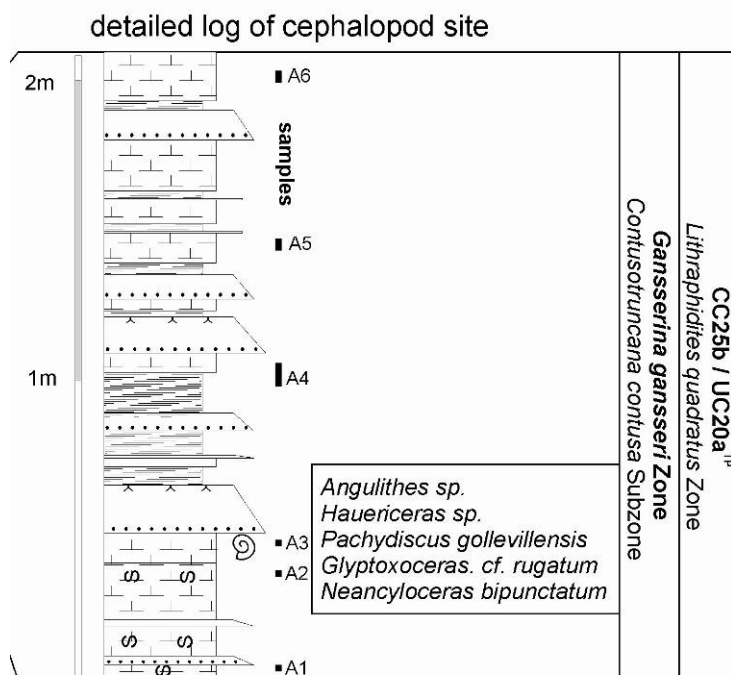 detailed log of cephalopod site
2m
A6
samples
A5
1m
A4
Angulithes sp.
Hauericeras sp.
Pachydiscus gollevillensis
Glyptoxoceras. cf. rugatum
Neancyloceras bipunctatum
A3
A2
A1
Contusotruncana contusa Subzone
Gansserina gansseri Zone
Lithraphidites quadratus Zone
CC25b / UC20aᵀᴾ